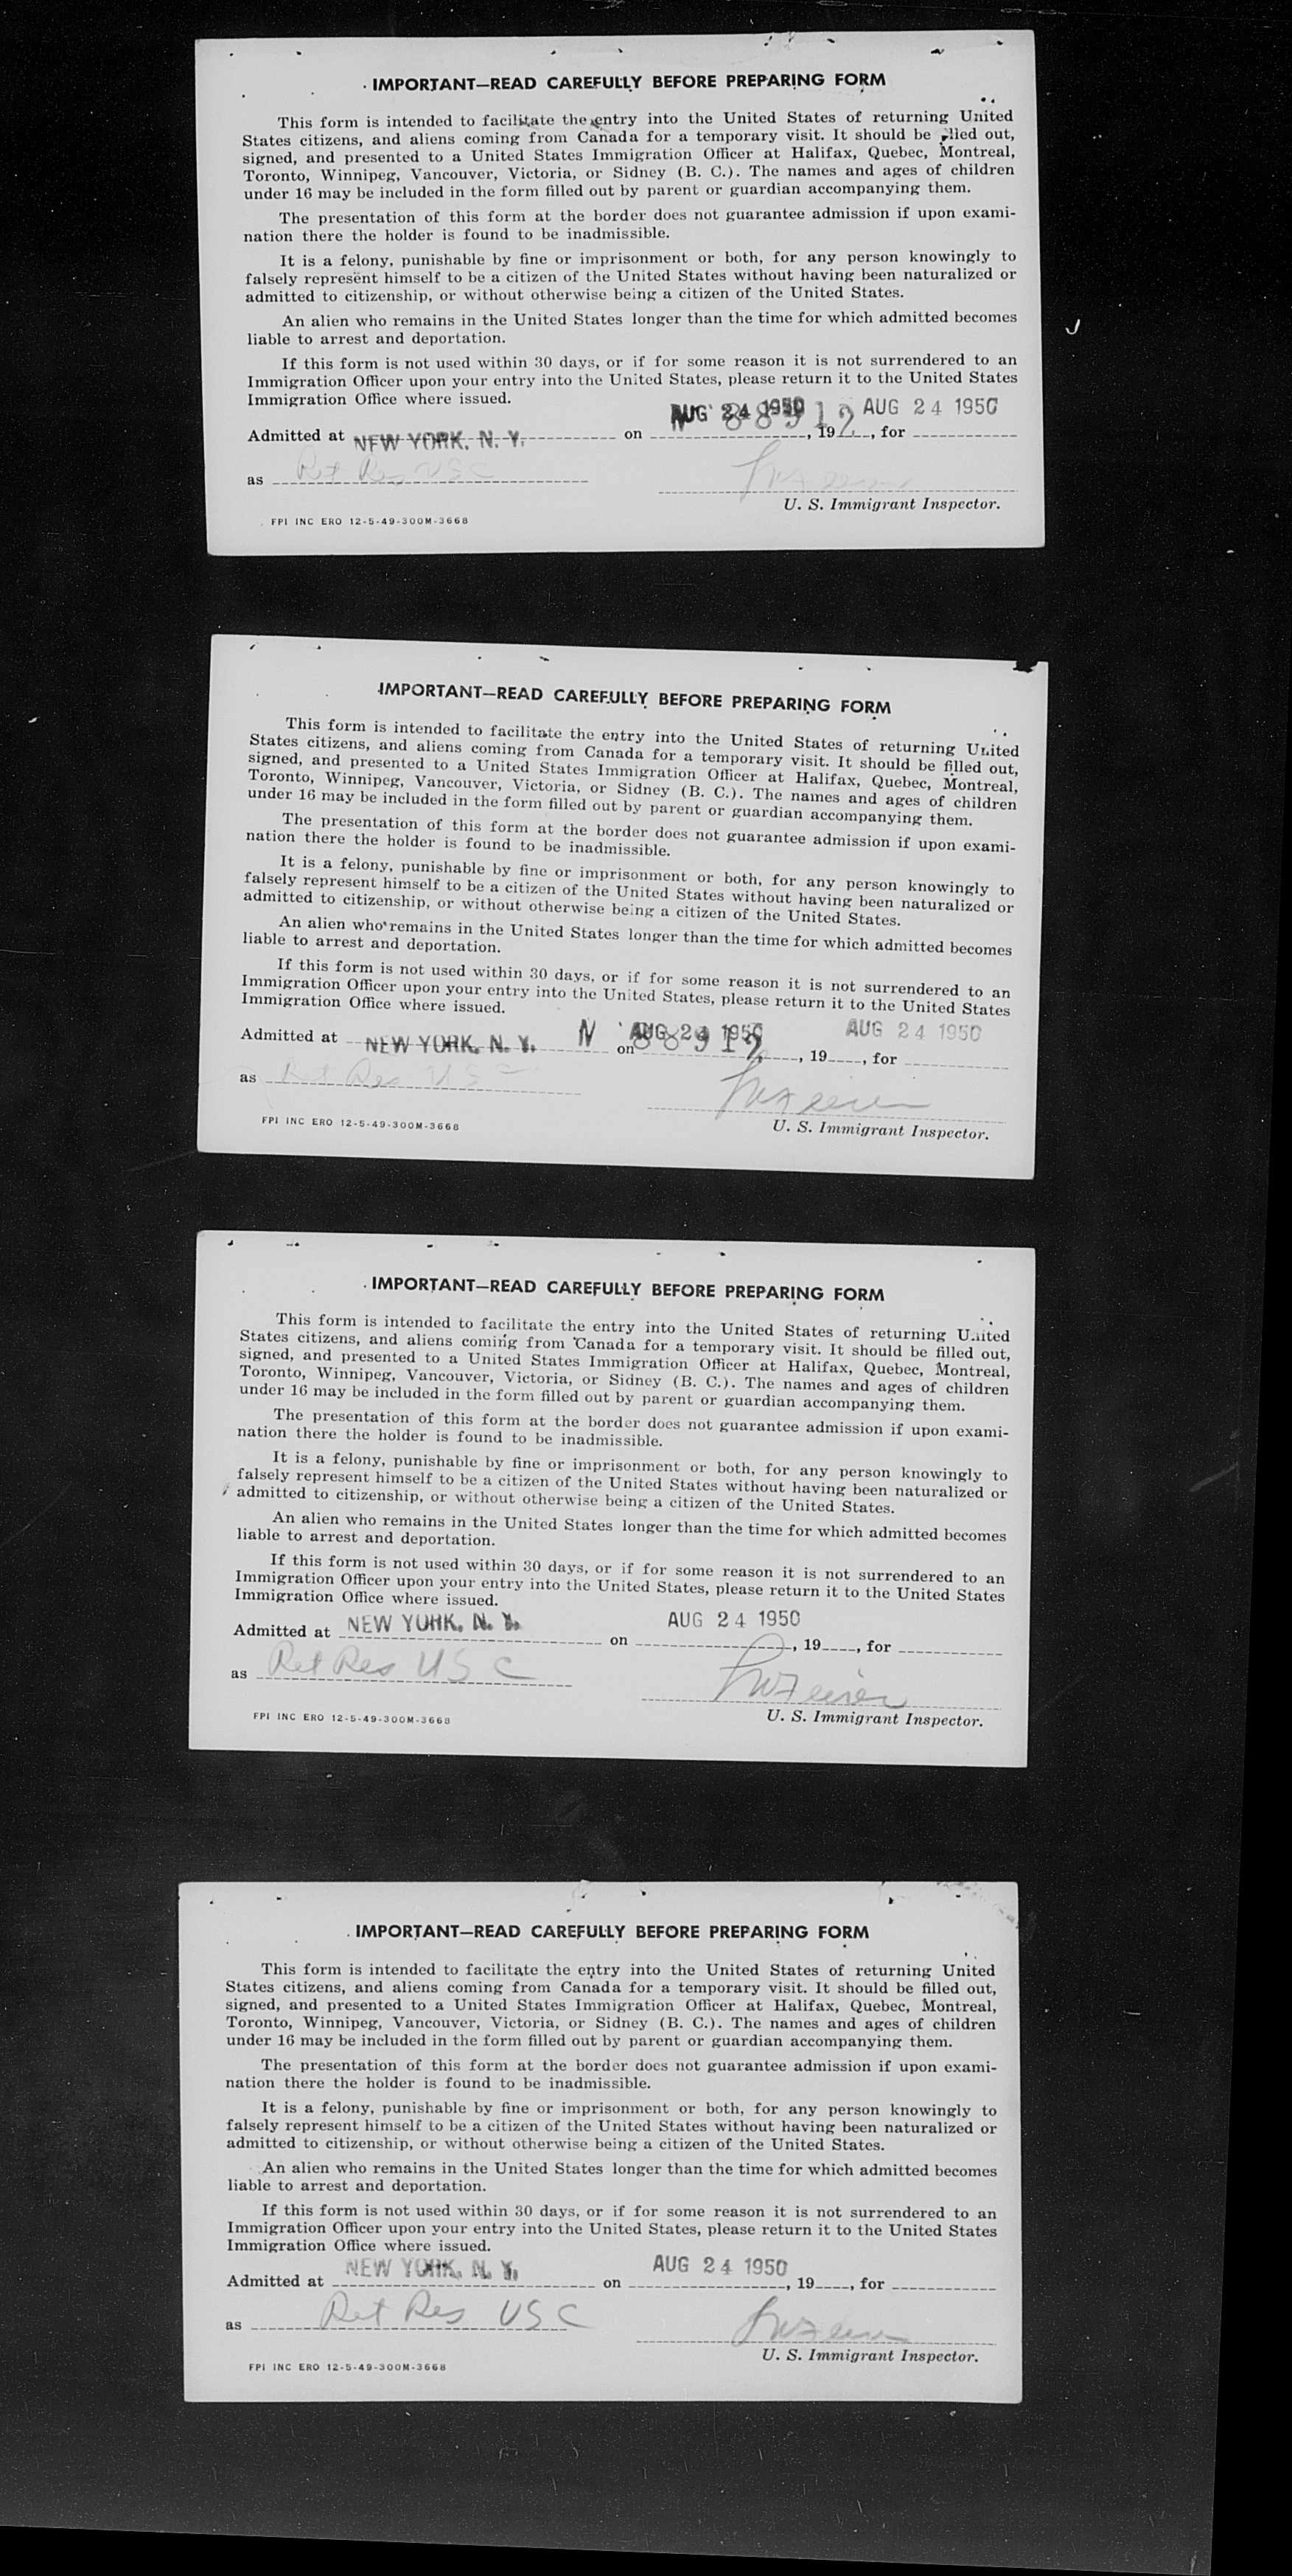 IMPORTANT—READ CAREFULLY BEFORE PREPARING FORM
This form is intended to facilitate the entry into the United States of returning United
States citizens, and aliens coming from Canada for a temporary visit. It should be filled out,
signed, and presented to a United States Immigration Officer at Halifax, Quebec, Montreal,
Toronto, Winnipeg, Vancouver, Victoria, or Sidney (B. C.). The names and ages of children
under 16 may be included in the form filled out by parent or guardian accompanying them.
The presentation of this form at the border does not guarantee admission if upon exami-
nation there the holder is found to be inadmissible.
It is a felony, punishable by fine or imprisonment or both, for any person knowingly to
falsely represent himself to be a citizen of the United States without having been naturalized or
admitted to citizenship, or without otherwise being a citizen of the United States.
An alien who remains in the United States longer than the time for which admitted becomes
liable to arrest and deportation.
If this form is not used within 30 days, or if for some reason it is not surrendered to an
Immigration Officer upon your entry into the United States, please return it to the United States
Immigration Office where issued.
AUG 24 1950 N 88912 AUG 24 1950
Admitted at NEW YORK, N. Y. on , 19 , for
as Ret Res USC
U. S. Immigrant Inspector.
FPI INC ERO 12-5-49-300M-3668
IMPORTANT—READ CAREFULLY BEFORE PREPARING FORM
This form is intended to facilitate the entry into the United States of returning United
States citizens, and aliens coming from Canada for a temporary visit. It should be filled out,
signed, and presented to a United States Immigration Officer at Halifax, Quebec, Montreal,
Toronto, Winnipeg, Vancouver, Victoria, or Sidney (B. C.). The names and ages of children
under 16 may be included in the form filled out by parent or guardian accompanying them.
The presentation of this form at the border does not guarantee admission if upon exami-
nation there the holder is found to be inadmissible.
It is a felony, punishable by fine or imprisonment or both, for any person knowingly to
falsely represent himself to be a citizen of the United States without having been naturalized or
admitted to citizenship, or without otherwise being a citizen of the United States.
An alien who remains in the United States longer than the time for which admitted becomes
liable to arrest and deportation.
If this form is not used within 30 days, or if for some reason it is not surrendered to an
Immigration Officer upon your entry into the United States, please return it to the United States
Immigration Office where issued.
N 88912 AUG 24 1950 AUG 24 1950
Admitted at NEW YORK, N. Y. on , 19 , for
as Ret Res USC
U. S. Immigrant Inspector.
FPI INC ERO 12-5-49-300M-3668
IMPORTANT—READ CAREFULLY BEFORE PREPARING FORM
This form is intended to facilitate the entry into the United States of returning United
States citizens, and aliens coming from Canada for a temporary visit. It should be filled out,
signed, and presented to a United States Immigration Officer at Halifax, Quebec, Montreal,
Toronto, Winnipeg, Vancouver, Victoria, or Sidney (B. C.). The names and ages of children
under 16 may be included in the form filled out by parent or guardian accompanying them.
The presentation of this form at the border does not guarantee admission if upon exami-
nation there the holder is found to be inadmissible.
It is a felony, punishable by fine or imprisonment or both, for any person knowingly to
falsely represent himself to be a citizen of the United States without having been naturalized or
admitted to citizenship, or without otherwise being a citizen of the United States.
An alien who remains in the United States longer than the time for which admitted becomes
liable to arrest and deportation.
If this form is not used within 30 days, or if for some reason it is not surrendered to an
Immigration Officer upon your entry into the United States, please return it to the United States
Immigration Office where issued.
AUG 24 1950
Admitted at NEW YORK, N. Y. on , 19 , for
as Ret Res USC
U. S. Immigrant Inspector.
FPI INC ERO 12-5-49-300M-3668
IMPORTANT—READ CAREFULLY BEFORE PREPARING FORM
This form is intended to facilitate the entry into the United States of returning United
States citizens, and aliens coming from Canada for a temporary visit. It should be filled out,
signed, and presented to a United States Immigration Officer at Halifax, Quebec, Montreal,
Toronto, Winnipeg, Vancouver, Victoria, or Sidney (B. C.). The names and ages of children
under 16 may be included in the form filled out by parent or guardian accompanying them.
The presentation of this form at the border does not guarantee admission if upon exami-
nation there the holder is found to be inadmissible.
It is a felony, punishable by fine or imprisonment or both, for any person knowingly to
falsely represent himself to be a citizen of the United States without having been naturalized or
admitted to citizenship, or without otherwise being a citizen of the United States.
An alien who remains in the United States longer than the time for which admitted becomes
liable to arrest and deportation.
If this form is not used within 30 days, or if for some reason it is not surrendered to an
Immigration Officer upon your entry into the United States, please return it to the United States
Immigration Office where issued.
AUG 24 1950
Admitted at NEW YORK, N. Y. on , 19 , for
as Ret Res USC
U. S. Immigrant Inspector.
FPI INC ERO 12-5-49-300M-3668